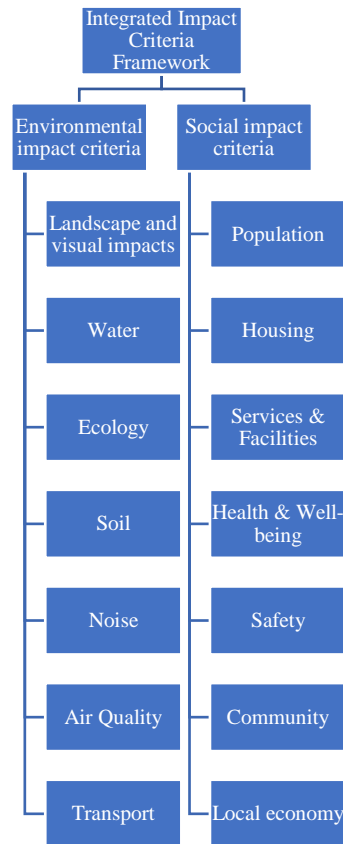 Integrated Impact
Criteria
Framework
Environmental
impact criteria
Social impact
criteria
Landscape and
visual impacts
Population
Water
Housing
Ecology
Services &
Facilities
Soil
Health & Well-
being
Noise
Safety
Air Quality
Community
Transport
Local economy